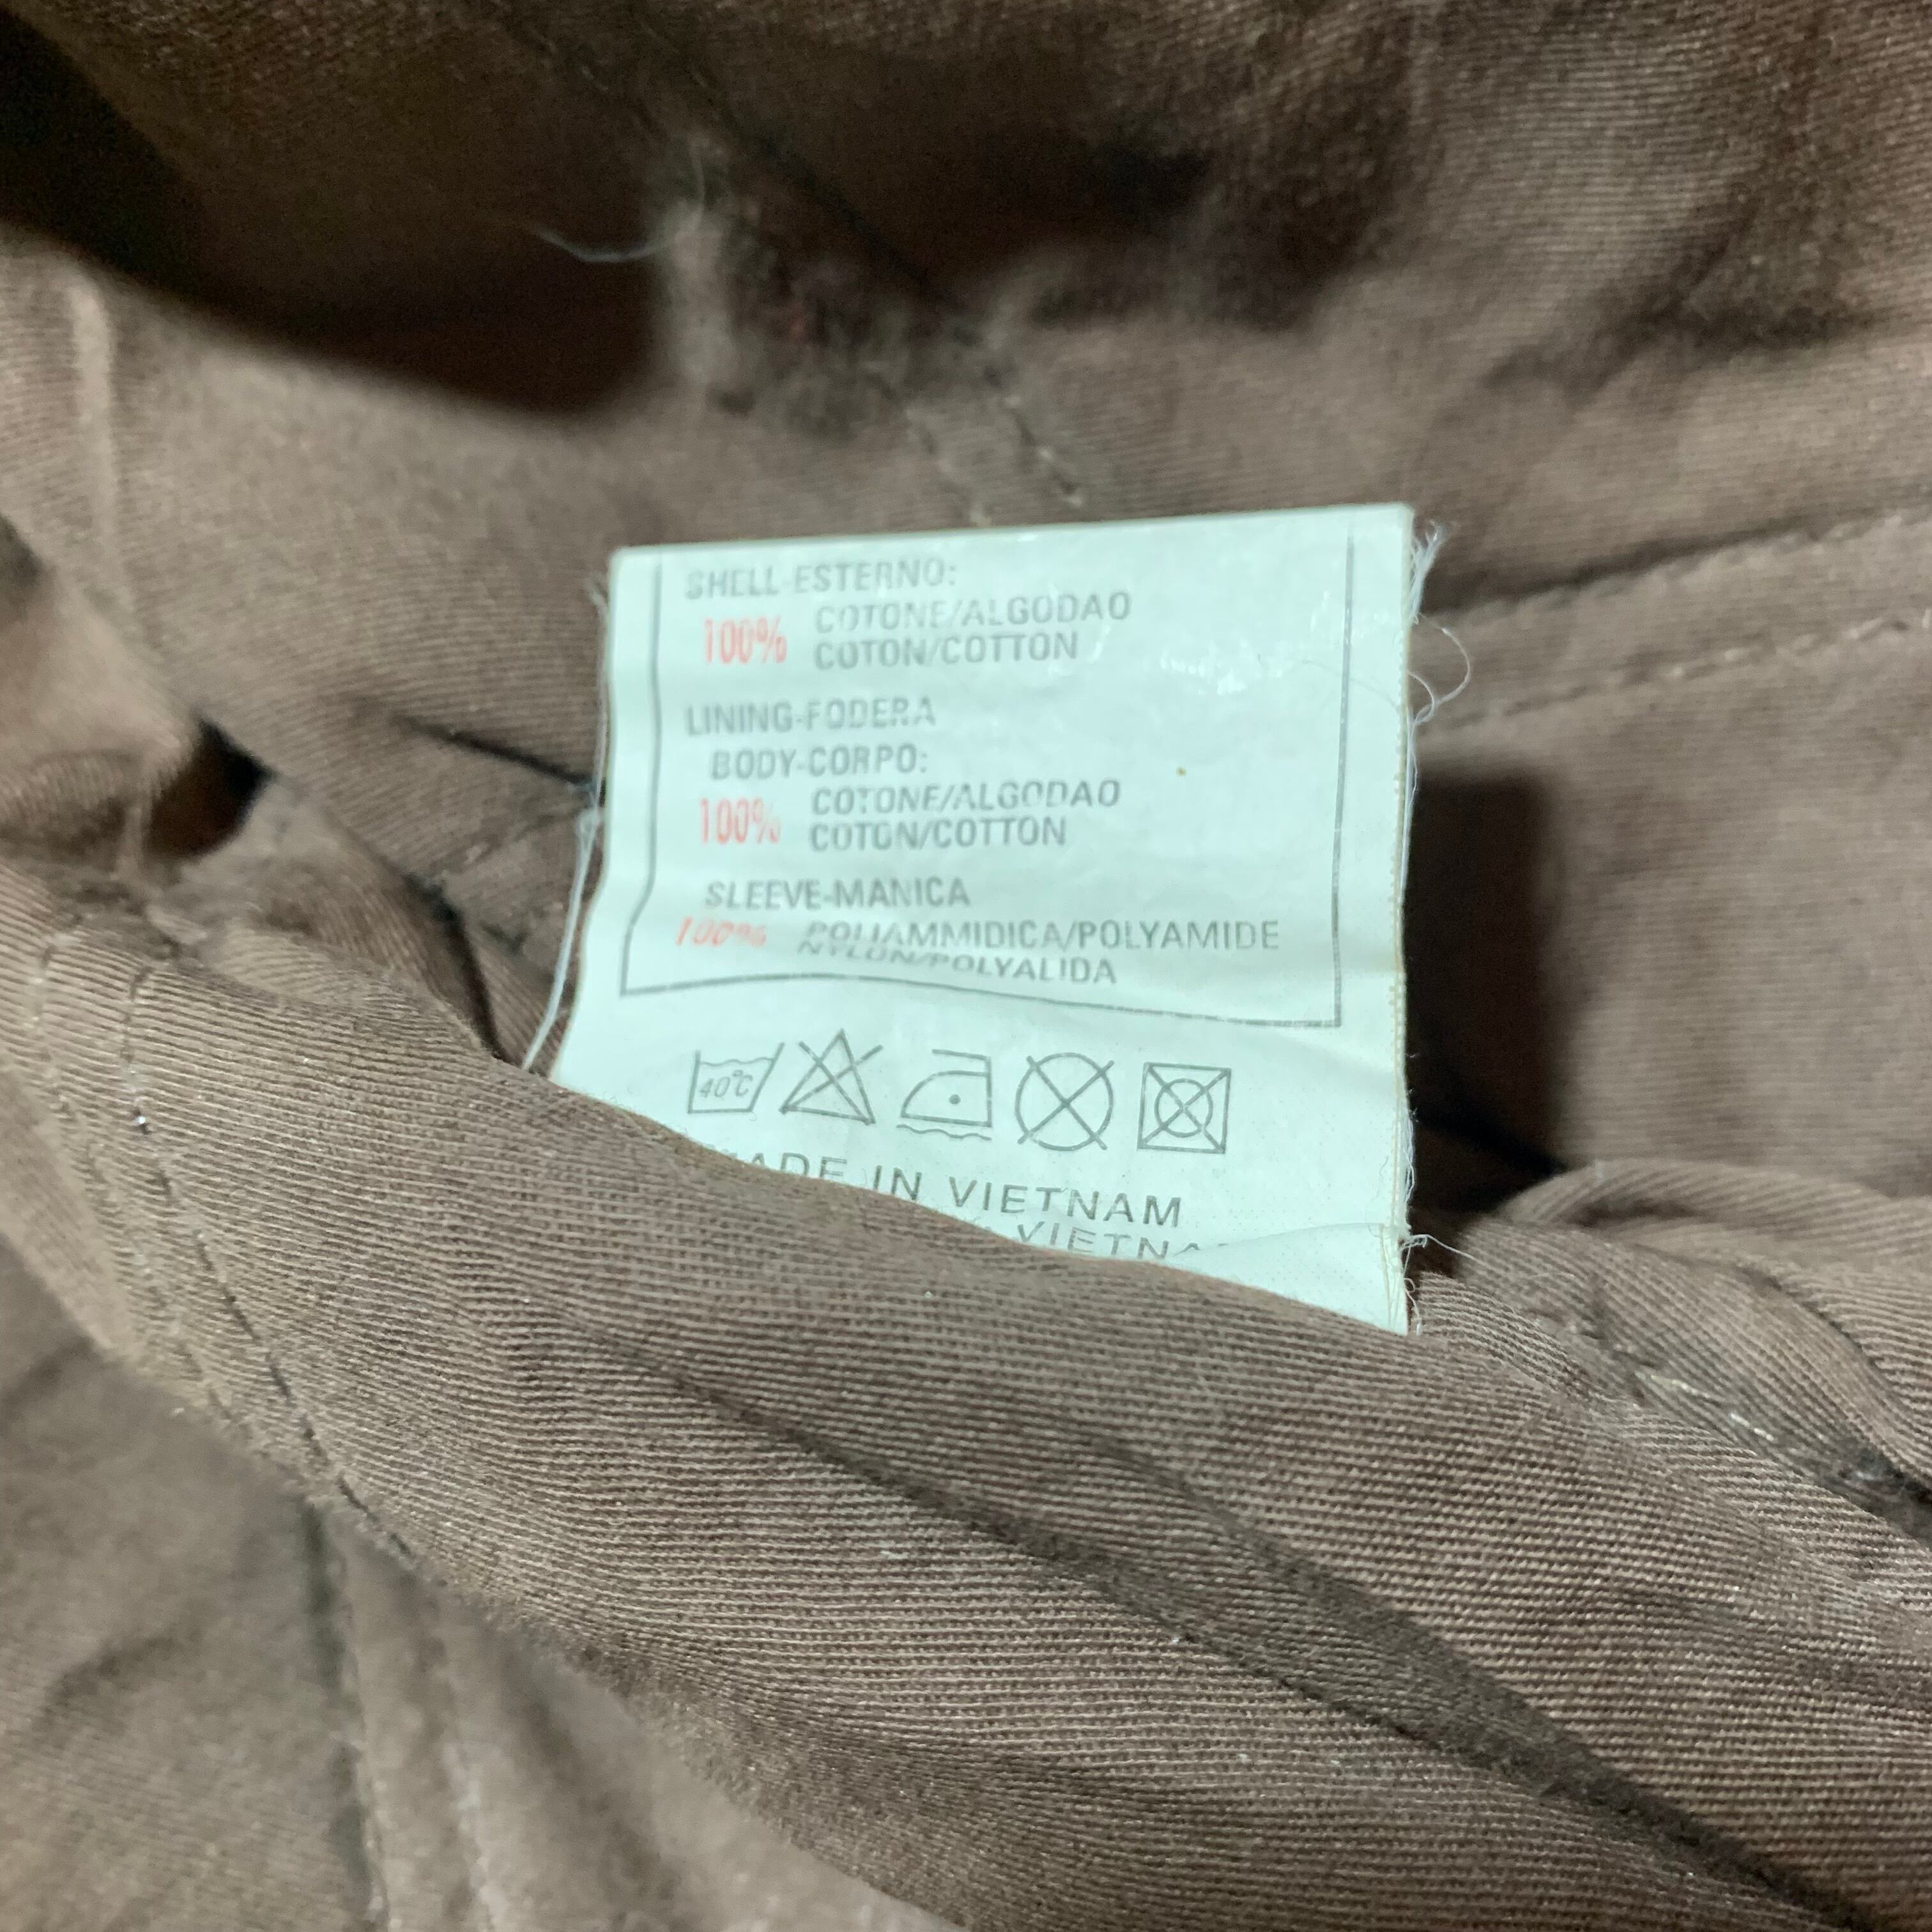 SHELL-ESTERNO:
100% COTONE/ALGODAO
COTON/COTTON
LINING-FODERA
BODY-CORPO:
100% COTONE/ALGODAO
COTON/COTTON
SLEEVE-MANICA
100% POLIAMMIDICA/POLYAMIDE
NYLON/POLYALIDA
40°C
MADE IN VIETNAM